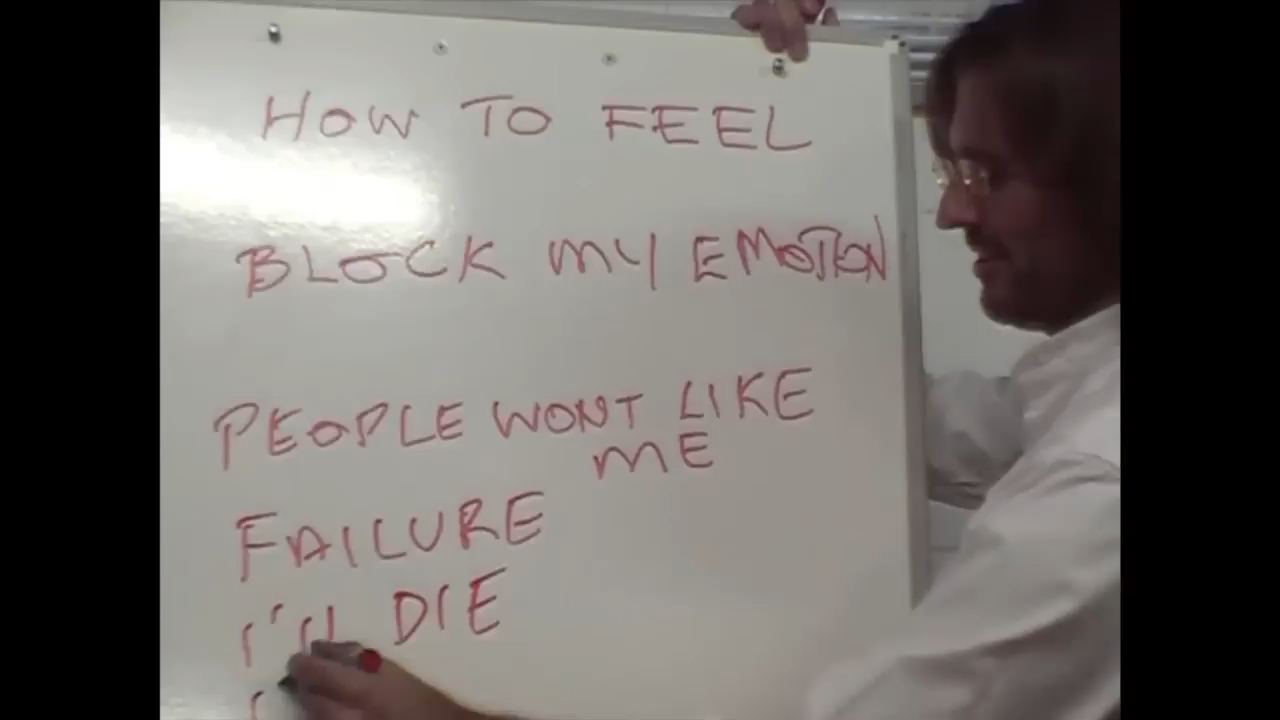 HOW TO FEEL
BLOCK MY EMOTION
PEOPLE WONT LIKE
ME
FAILURE
I'll DIE